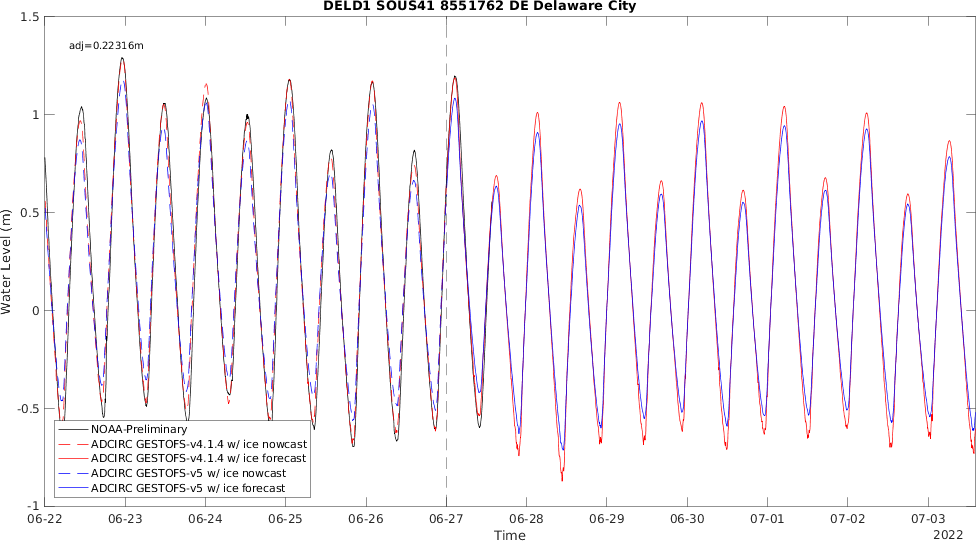 DELD1 SOUS41 8551762 DE Delaware City
1.5
adj=0.22316m
1
0.5
0
-0.5
-1
Water Level (m)
NOAA-Preliminary
ADCIRC GESTOFS-v4.1.4 w/ ice nowcast
ADCIRC GESTOFS-v4.1.4 w/ ice forecast
ADCIRC GESTOFS-v5 w/ ice nowcast
ADCIRC GESTOFS-v5 w/ ice forecast
06-22 06-23 06-24 06-25 06-26 06-27 06-28 06-29 06-30 07-01 07-02 07-03
Time
2022